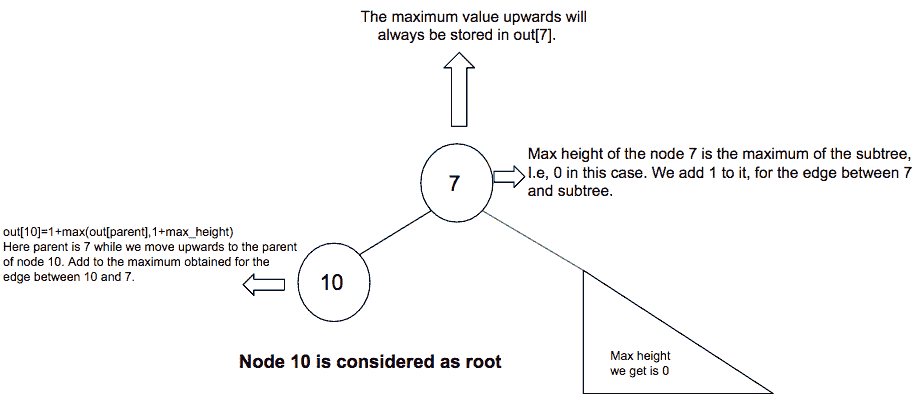 The maximum value upwards will
always be stored in out[7].
7
Max height of the node 7 is the maximum of the subtree,
I.e, 0 in this case. We add 1 to it, for the edge between 7
and subtree.
out[10]=1+max(out[parent],1+max_height)
Here parent is 7 while we move upwards to the parent
of node 10. Add to the maximum obtained for the
edge between 10 and 7.
10
Node 10 is considered as root
Max height
we get is 0